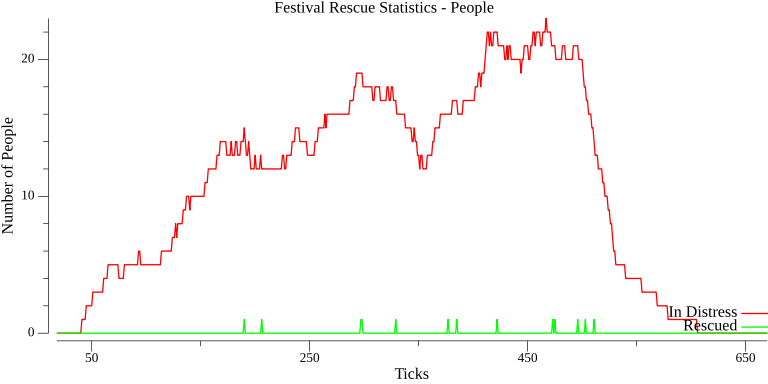 Festival Rescue Statistics - People
Number of People
20
10
0
In Distress
Rescued
50
250
450
650
Ticks